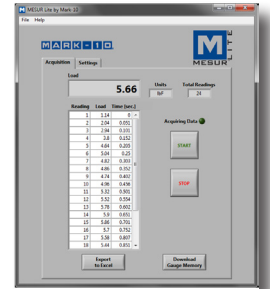 MESUR Lite by Mark-10
File Help
MARK-10
M
MESUR
LITE
Acquisition Settings
Load
5.66
Units
lbF
Total Readings
24
Reading Load Time [sec.]
1 1.14 0
2 2.04 0.051
3 2.94 0.101
4 3.8 0.152
5 4.64 0.203
6 5.04 0.25
7 4.82 0.303
8 4.86 0.352
9 4.74 0.402
10 4.96 0.456
11 5.32 0.501
12 5.52 0.554
13 5.78 0.602
14 5.9 0.651
15 5.86 0.701
16 5.7 0.752
17 5.56 0.807
18 5.44 0.851
Acquiring Data
START
STOP
Export
to Excel
Download
Gauge Memory